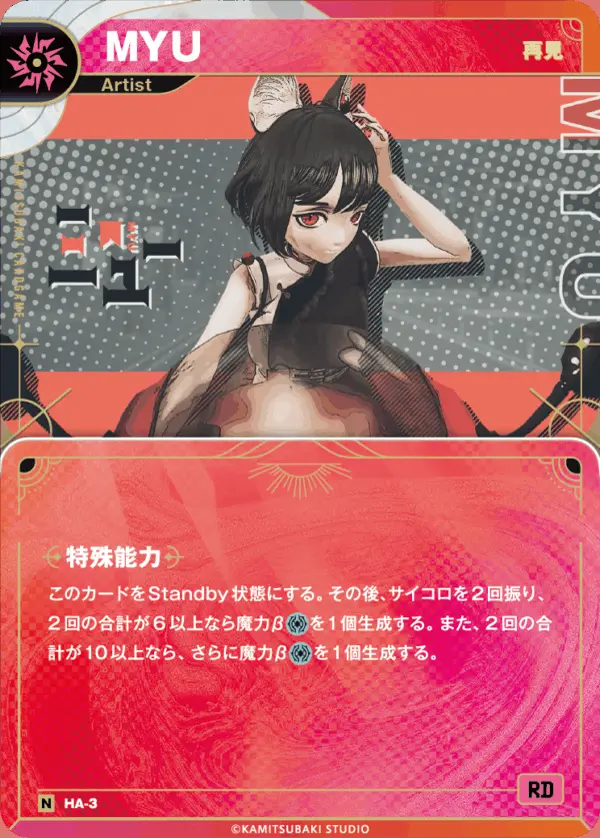 MYU
再見
Artist
MYU
KAMITSUBAKI CARDGAME
MYU
特殊能力
このカードをStandby状態にする。その後、サイコロを2回振り、
2回の合計が6以上なら魔力βを1個生成する。また、2回の合
計が10以上なら、さらに魔力βを1個生成する。
N HA-3
RD
©KAMITSUBAKI STUDIO